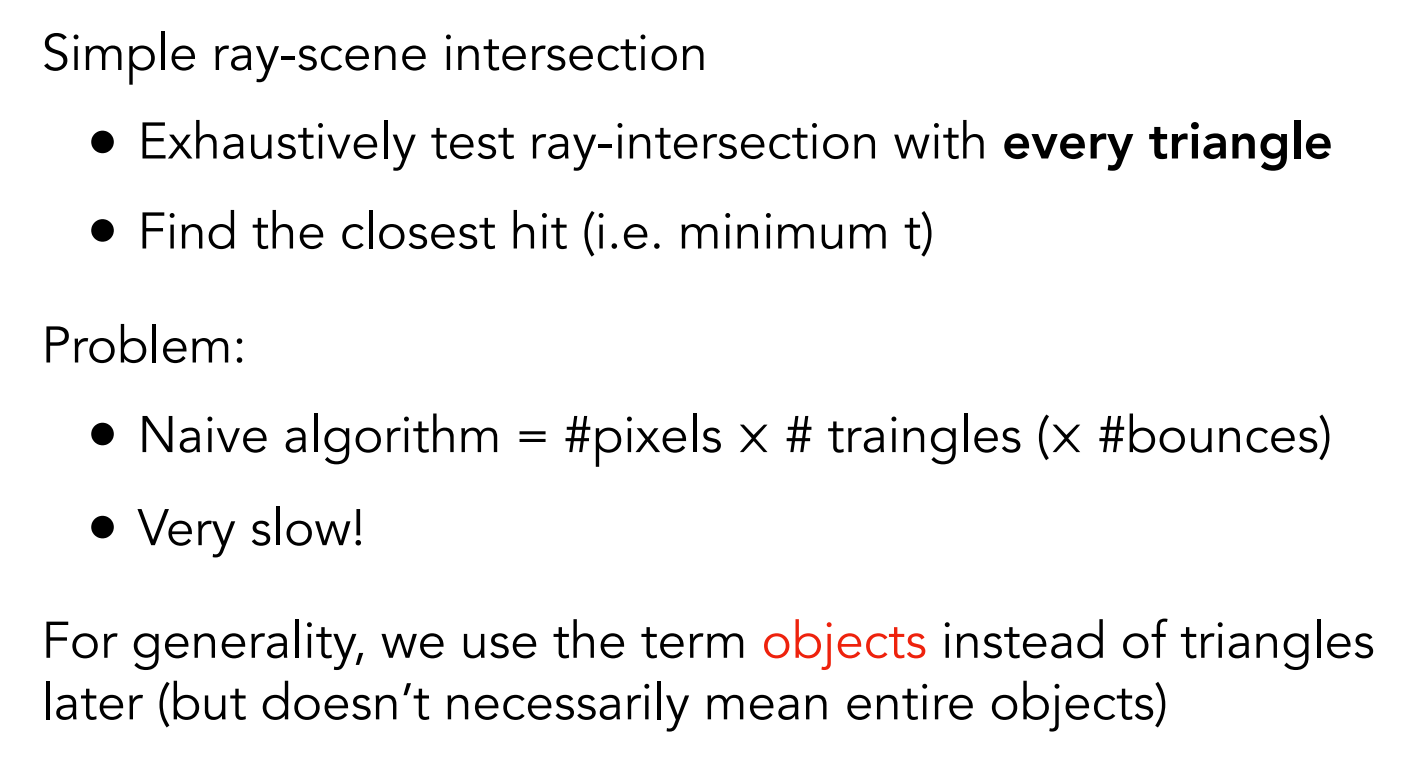 Simple ray-scene intersection
• Exhaustively test ray-intersection with every triangle
• Find the closest hit (i.e. minimum t)
Problem:
• Naive algorithm = #pixels × # traingles (× #bounces)
• Very slow!
For generality, we use the term objects instead of triangles
later (but doesn’t necessarily mean entire objects)